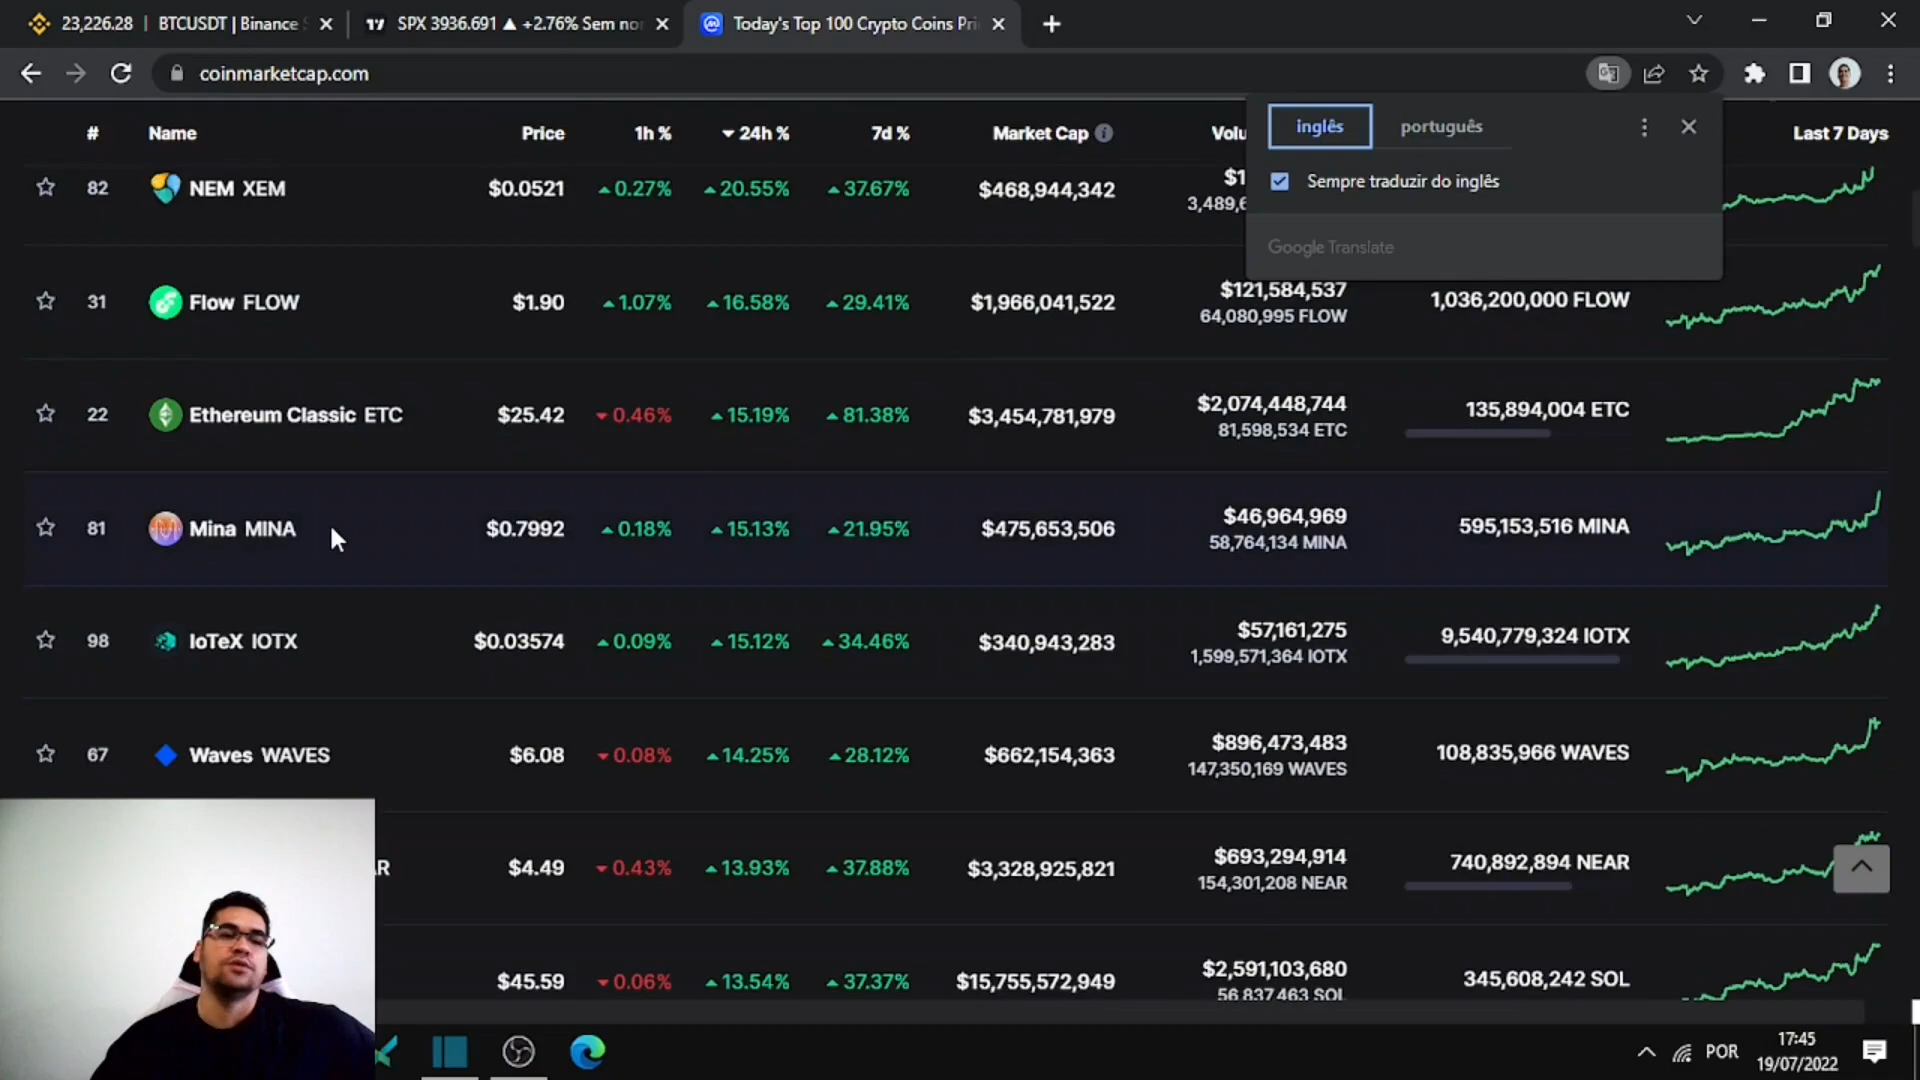 23,226.28 | BTCUSDT | Binance
SPX 3936.691 ▲ +2.76% Sem no
Today's Top 100 Crypto Coins Pri
coinmarketcap.com
inglês português
Sempre traduzir do inglês
Google Translate
# Name Price 1h % 24h % 7d % Market Cap Volu Last 7 Days
82 NEM XEM $0.0521 0.27% 20.55% 37.67% $468,944,342 $1
3,489,6
31 Flow FLOW $1.90 1.07% 16.58% 29.41% $1,966,041,522 $121,584,537 1,036,200,000 FLOW
64,080,995 FLOW
22 Ethereum Classic ETC $25.42 0.46% 15.19% 81.38% $3,454,781,979 $2,074,448,744 135,894,004 ETC
81,598,534 ETC
81 Mina MINA $0.7992 0.18% 15.13% 21.95% $475,653,506 $46,964,969 595,153,516 MINA
58,764,134 MINA
98 IoTeX IOTX $0.03574 0.09% 15.12% 34.46% $340,943,283 $57,161,275 9,540,779,324 IOTX
1,599,571,364 IOTX
67 Waves WAVES $6.08 0.08% 14.25% 28.12% $662,154,363 $896,473,483 108,835,966 WAVES
147,350,169 WAVES
R $4.49 0.43% 13.93% 37.88% $3,328,925,821 $693,294,914 740,892,894 NEAR
154,301,208 NEAR
$45.59 0.06% 13.54% 37.37% $15,755,572,949 $2,591,103,680 345,608,242 SOL
56,837,463 SOL
POR 17:45
19/07/2022